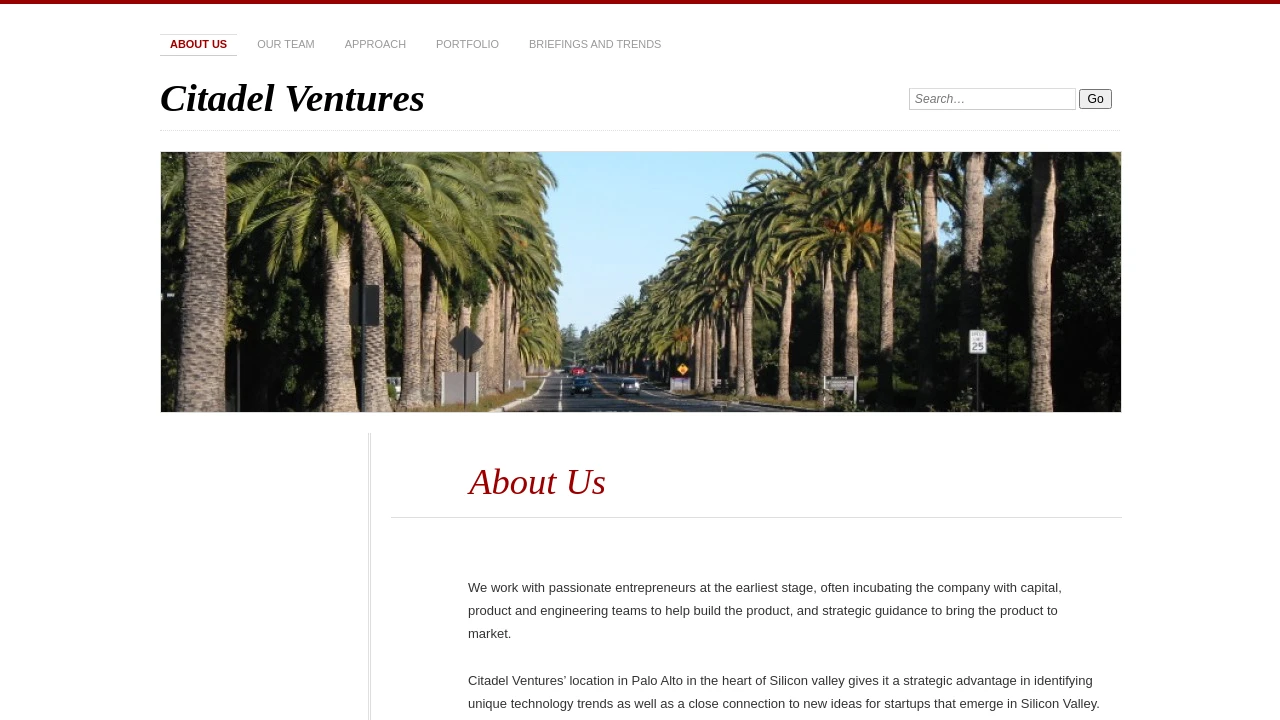 ABOUT US OUR TEAM APPROACH PORTFOLIO BRIEFINGS AND TRENDS
Citadel Ventures
Search… Go
25
About Us
We work with passionate entrepreneurs at the earliest stage, often incubating the company with capital,
product and engineering teams to help build the product, and strategic guidance to bring the product to
market.
Citadel Ventures’ location in Palo Alto in the heart of Silicon valley gives it a strategic advantage in identifying
unique technology trends as well as a close connection to new ideas for startups that emerge in Silicon Valley.